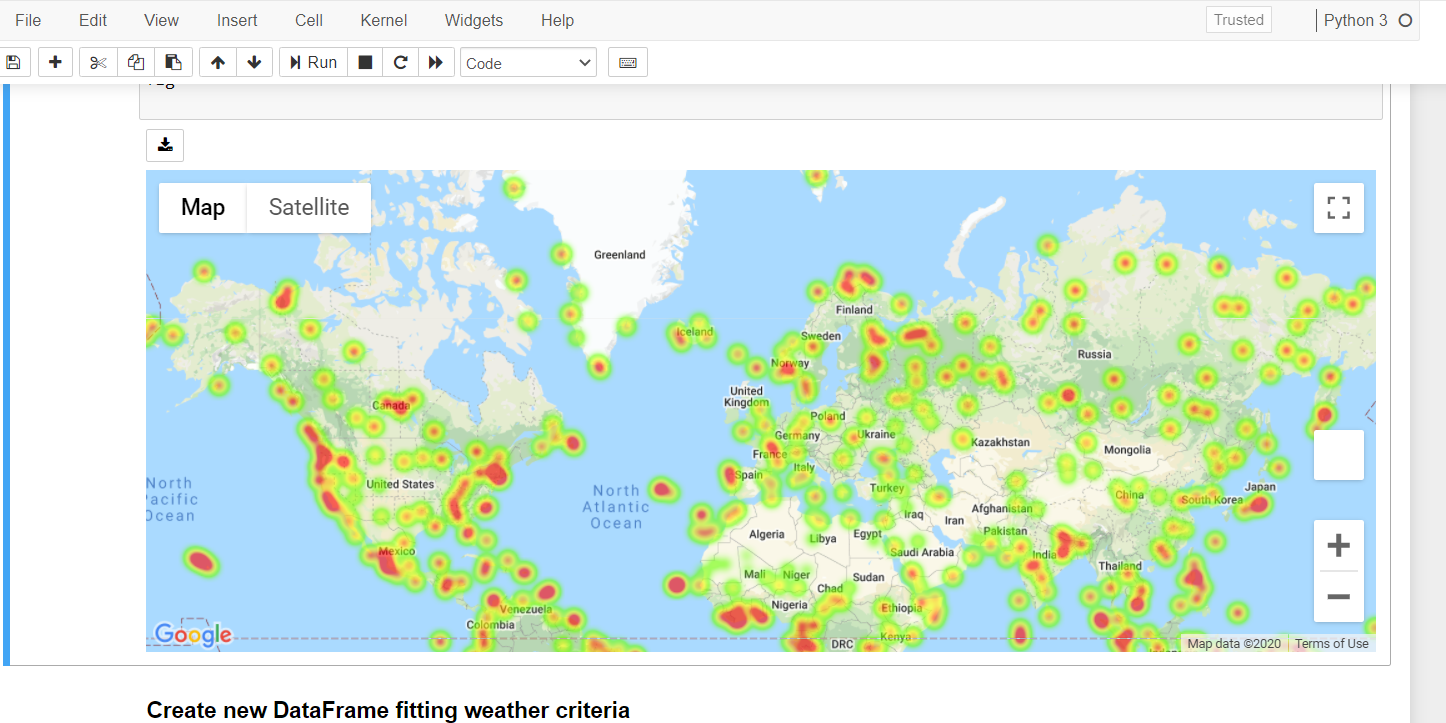 File Edit View Insert Cell Kernel Widgets Help Trusted Python 3
Run Code
Map Satellite
Greenland
Iceland
Finland
Sweden
Norway
Russia
United
Kingdom
Canada
Poland
Germany
Ukraine
Kazakhstan
Mongolia
France
Italy
Spain
United States
North
Pacific
Ocean
North
Atlantic
Ocean
Turkey
China
South Korea
Japan
Iraq
Iran
Afghanistan
Pakistan
Algeria
Libya
Egypt
Saudi Arabia
India
Mexico
Thailand
Mali
Niger
Chad
Sudan
Nigeria
Ethiopia
Venezuela
Colombia
DRC
Kenya
Google
Map data ©2020 Terms of Use
Create new DataFrame fitting weather criteria